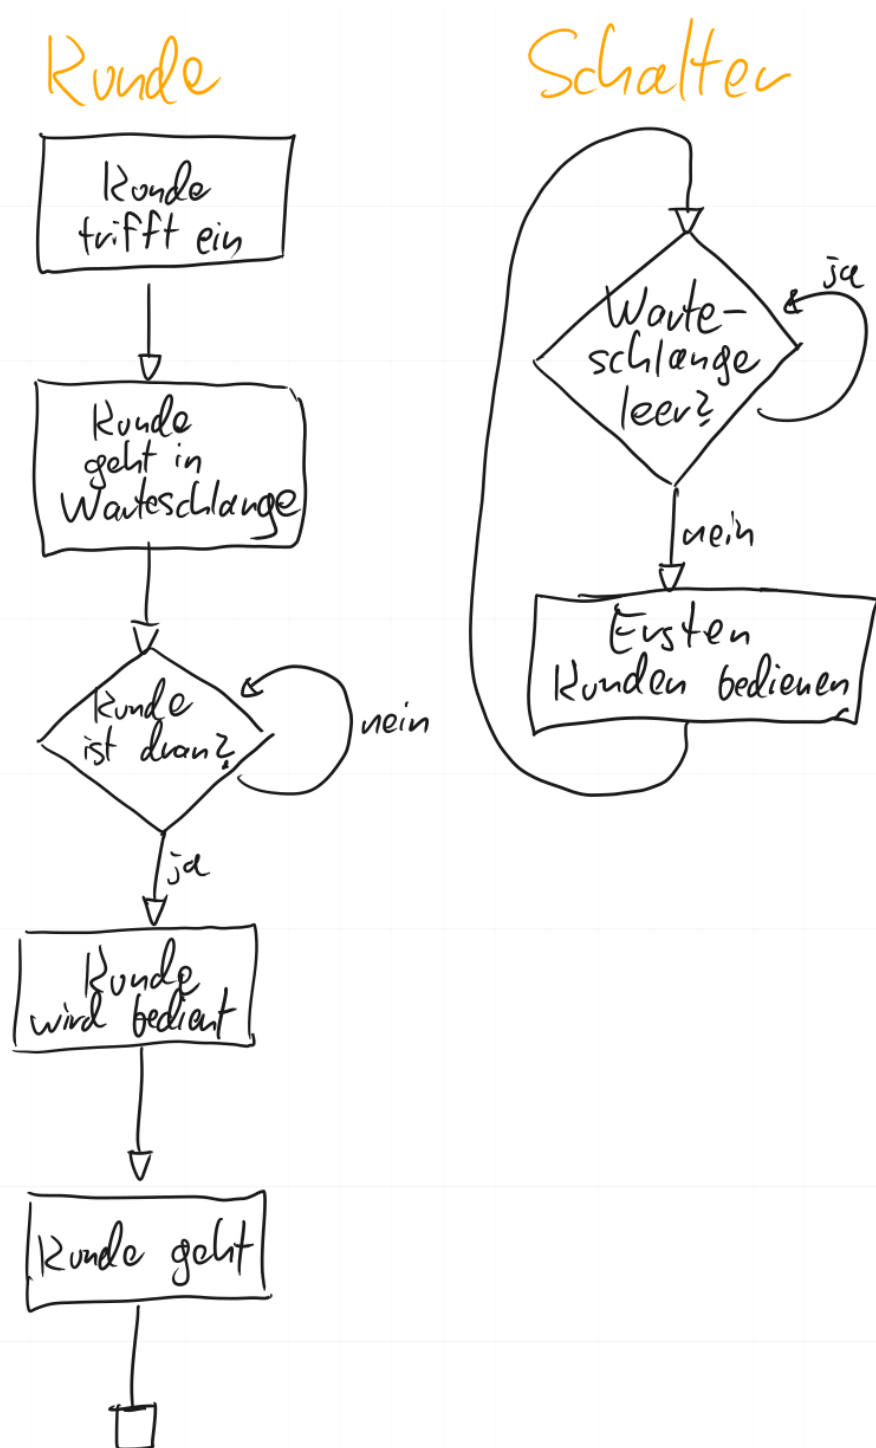 Kunde
Kunde
trifft ein
Kunde
geht in
Warteschlange
Kunde
ist dran?
nein
ja
Kunde
wird bedient
Kunde geht
Schalter
ja
Warte-
schlange
leer?
nein
Ersten
Kunden bedienen